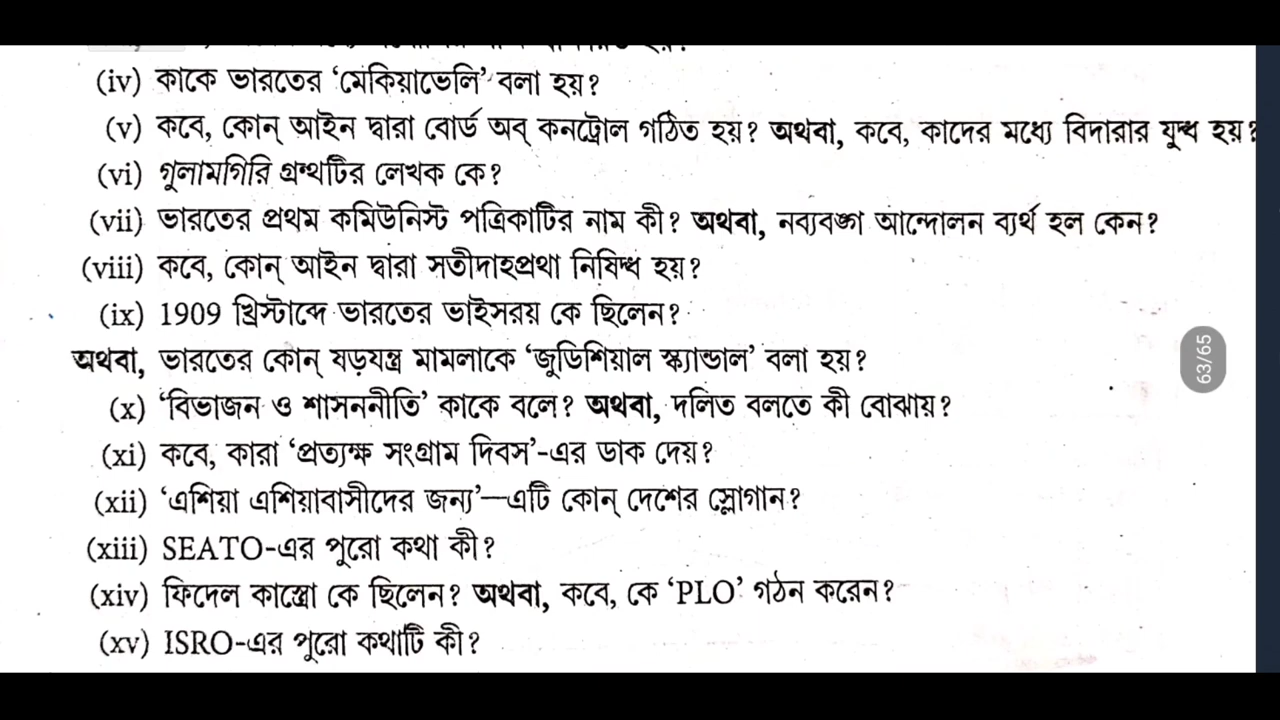 (iv) কাকে ভারতের ‘মেকিয়াভেলি’ বলা হয়?
(v) কবে, কোন্ আইন দ্বারা বোর্ড অব্ কনট্রোল গঠিত হয়? অথবা, কবে, কাদের মধ্যে বিদারার যুদ্ধ হয়?
(vi) গুলামগিরি গ্রন্থটির লেখক কে?
(vii) ভারতের প্রথম কমিউনিস্ট পত্রিকাটির নাম কী? অথবা, নব্যবঙ্গ আন্দোলন ব্যর্থ হল কেন?
(viii) কবে, কোন্ আইন দ্বারা সতীদাহপ্রথা নিষিদ্ধ হয়?
(ix) 1909 খ্রিস্টাব্দে ভারতের ভাইসরয় কে ছিলেন?
অথবা, ভারতের কোন্ ষড়যন্ত্র মামলাকে ‘জুডিশিয়াল স্ক্যান্ডাল’ বলা হয়?
63/65
(x) ‘বিভাজন ও শাসননীতি’ কাকে বলে? অথবা, দলিত বলতে কী বোঝায়?
(xi) কবে, কারা ‘প্রত্যক্ষ সংগ্রাম দিবস’-এর ডাক দেয়?
(xii) ‘এশিয়া এশিয়াবাসীদের জন্য’—এটি কোন্ দেশের স্লোগান?
(xiii) SEATO-এর পুরো কথা কী?
(xiv) ফিদেল কাস্ত্রো কে ছিলেন? অথবা, কবে, কে ‘PLO’ গঠন করেন?
(xv) ISRO-এর পুরো কথাটি কী?